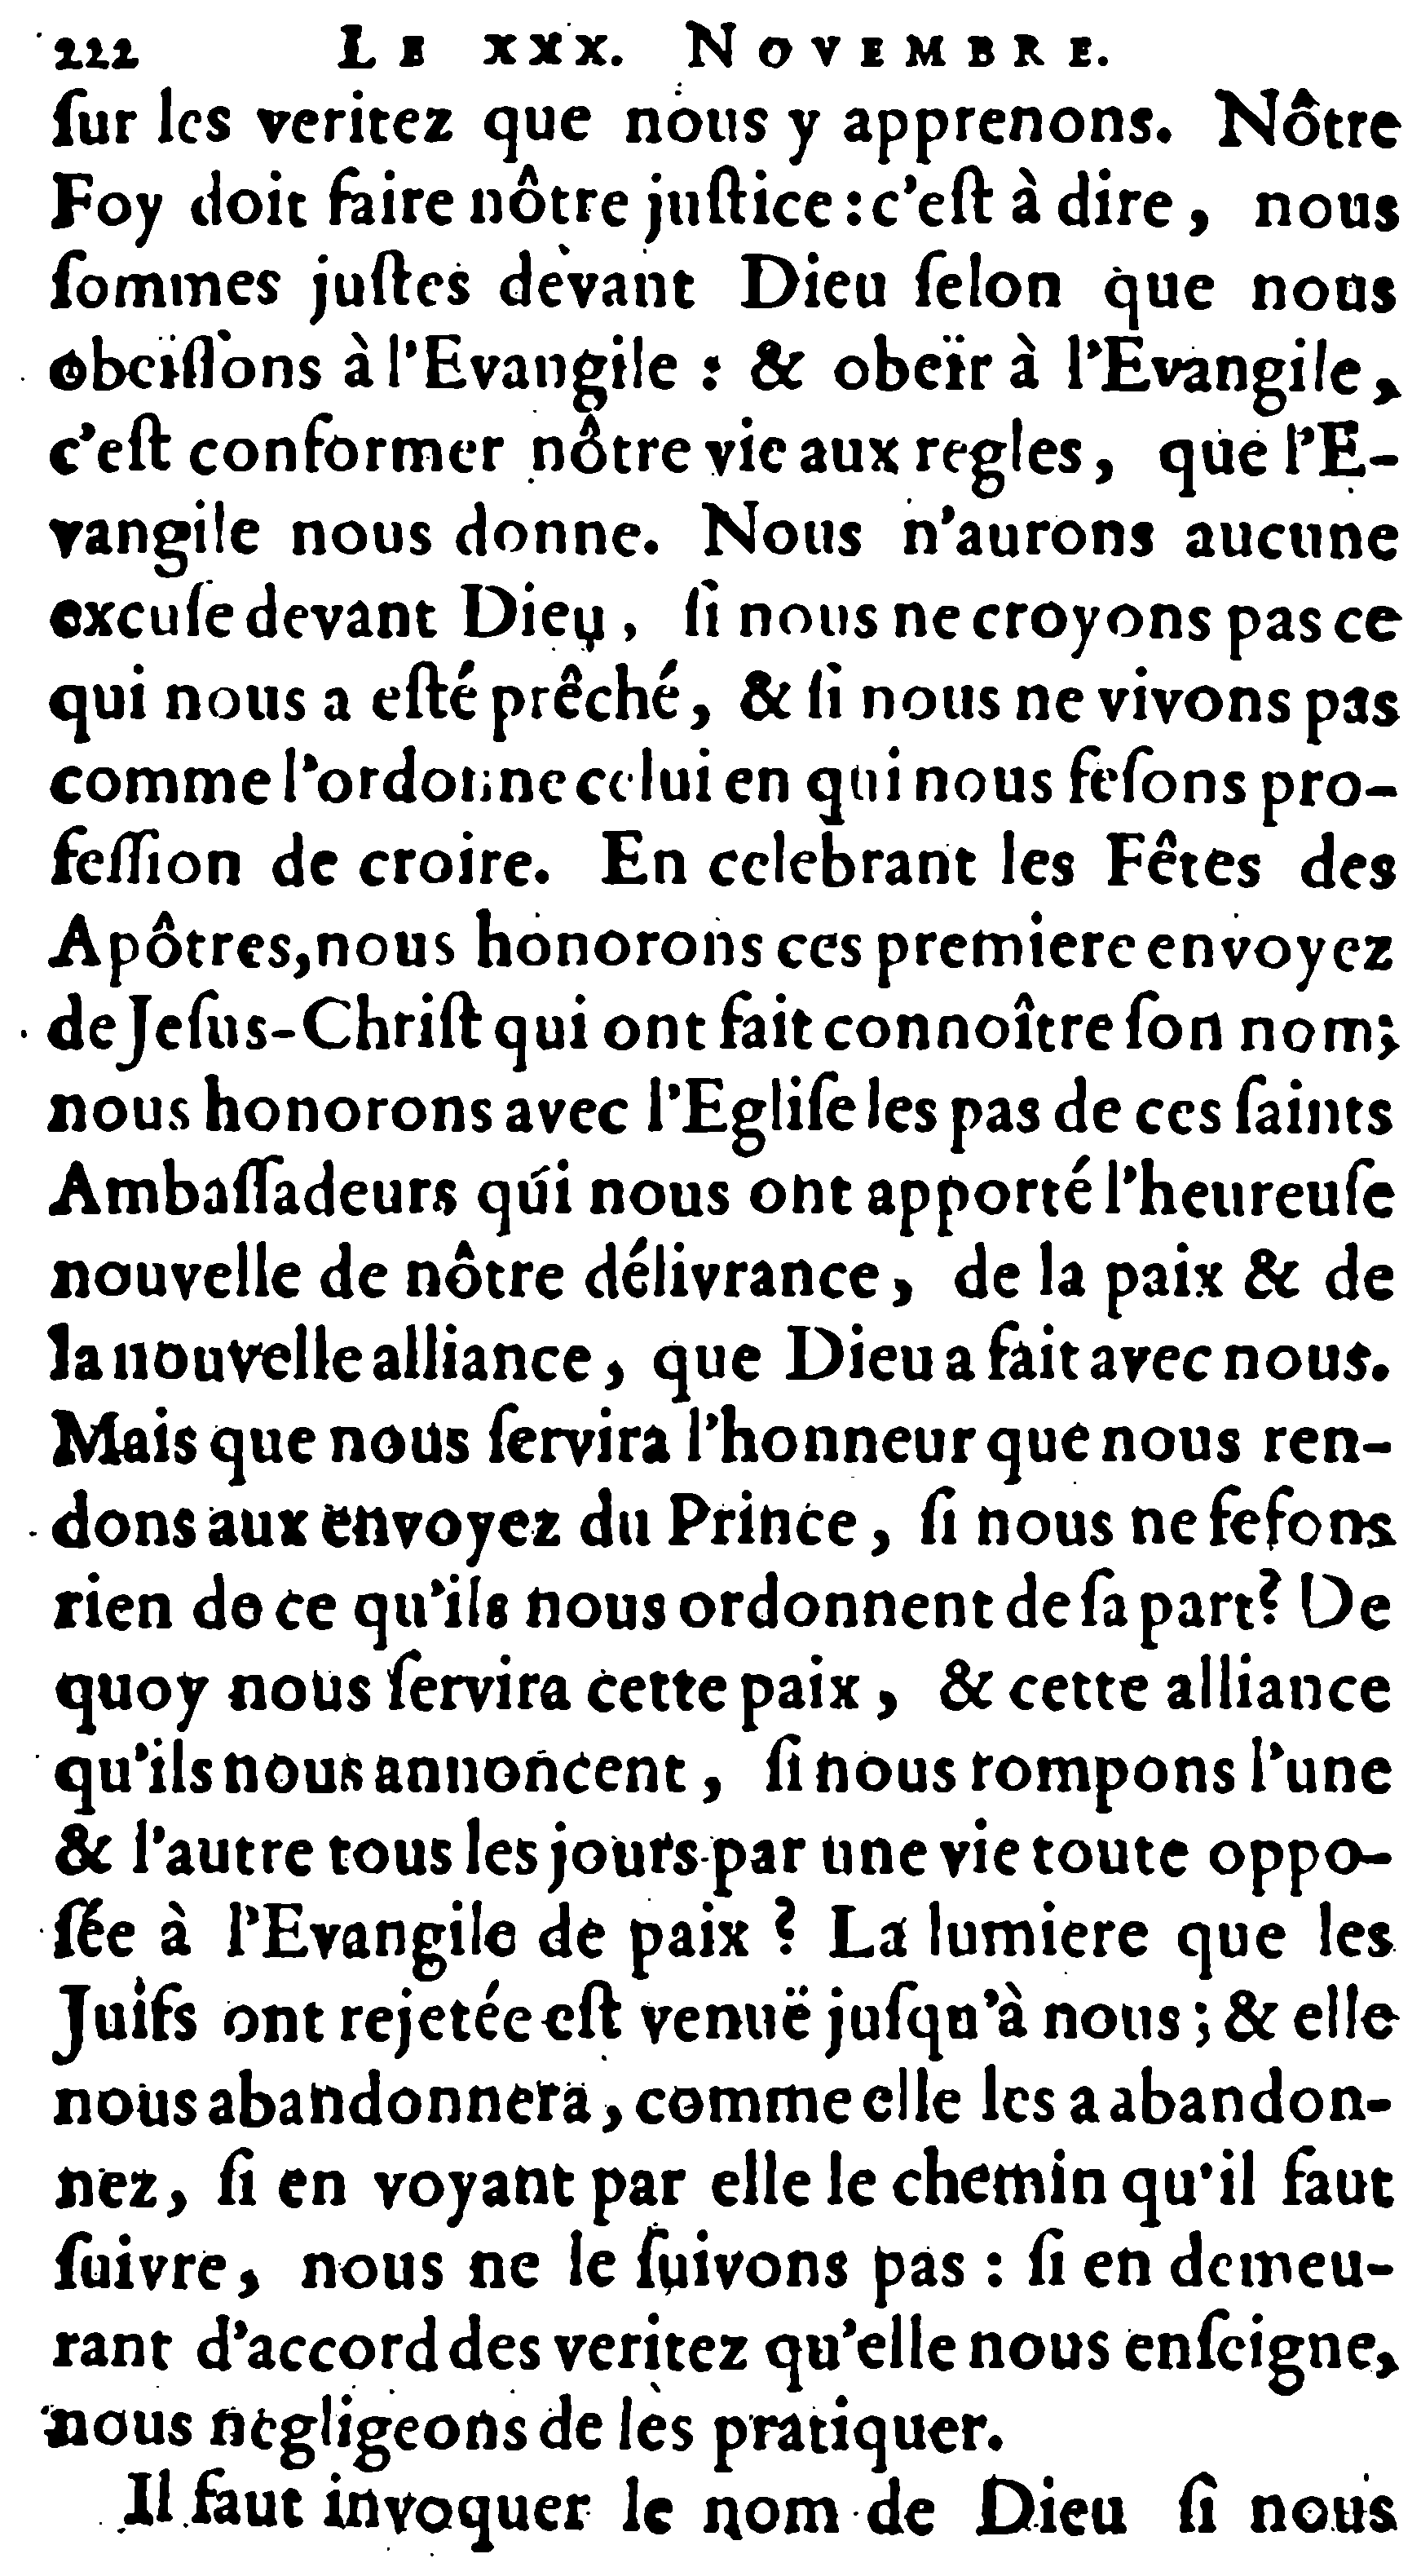 222 LE XXX. NOVEMBRE.
ſur les veritez que nous y apprenons. Nôtre
Foy doit faire nôtre juſtice : c'eſt à dire, nous
ſommes juſtes devant Dieu ſelon que nous
obeiſſons à l'Evangile : & obeïr à l'Evangile,
c'eſt conformer nôtre vie aux regles, que l'E-
vangile nous donne. Nous n'aurons aucune
excuſe devant Dieu, ſi nous ne croyons pas ce
qui nous a eſté prêché, & ſi nous ne vivons pas
comme l'ordonne celui en qui nous feſons pro-
feſſion de croire. En celebrant les Fêtes des
Apôtres, nous honorons ces premiere envoyez
de Jeſus-Chriſt qui ont fait connoître ſon nom;
nous honorons avec l'Egliſe les pas de ces ſaints
Ambaſſadeurs qui nous ont apporté l'heureuſe
nouvelle de nôtre délivrance, de la paix & de
la nouvelle alliance, que Dieu a fait avec nous.
Mais que nous ſervira l'honneur que nous ren-
dons aux envoyez du Prince, ſi nous ne feſons
rien de ce qu'ils nous ordonnent de ſa part? De
quoy nous ſervira cette paix, & cette alliance
qu'ils nous annoncent, ſi nous rompons l'une
& l'autre tous les jours par une vie toute oppo-
ſée à l'Evangile de paix ? La lumiere que les
Juifs ont rejetée eſt venuë juſqu'à nous ; & elle
nous abandonnera, comme elle les a abandon-
nez, ſi en voyant par elle le chemin qu'il faut
ſuivre, nous ne le ſuivons pas : ſi en demeu-
rant d'accord des veritez qu'elle nous enſeigne,
nous negligeons de les pratiquer.
Il faut invoquer le nom de Dieu ſi nous